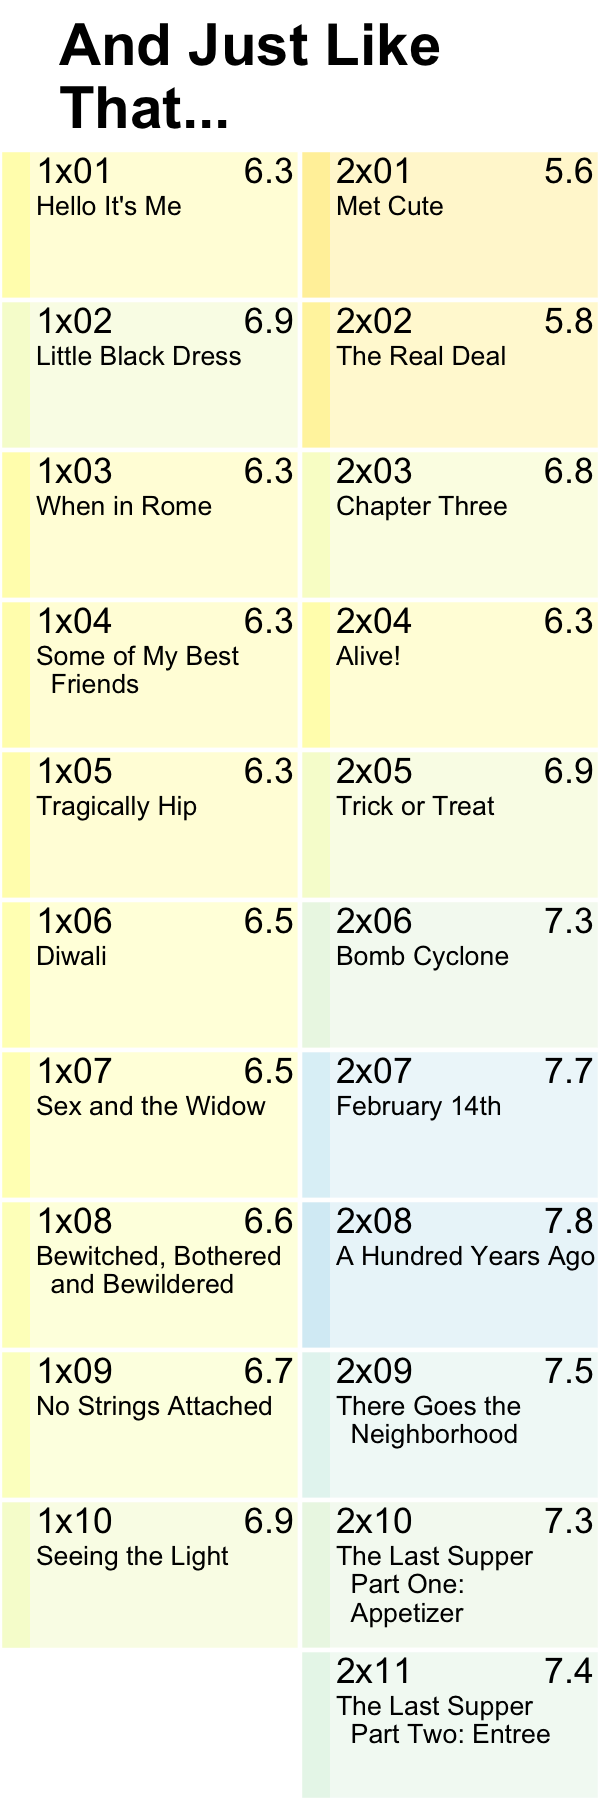 And Just Like
That...
1x01 6.3
Hello It's Me
1x02 6.9
Little Black Dress
1x03 6.3
When in Rome
1x04 6.3
Some of My Best
Friends
1x05 6.3
Tragically Hip
1x06 6.5
Diwali
1x07 6.5
Sex and the Widow
1x08 6.6
Bewitched, Bothered
and Bewildered
1x09 6.7
No Strings Attached
1x10 6.9
Seeing the Light
2x01 5.6
Met Cute
2x02 5.8
The Real Deal
2x03 6.8
Chapter Three
2x04 6.3
Alive!
2x05 6.9
Trick or Treat
2x06 7.3
Bomb Cyclone
2x07 7.7
February 14th
2x08 7.8
A Hundred Years Ago
2x09 7.5
There Goes the
Neighborhood
2x10 7.3
The Last Supper
Part One:
Appetizer
2x11 7.4
The Last Supper
Part Two: Entree